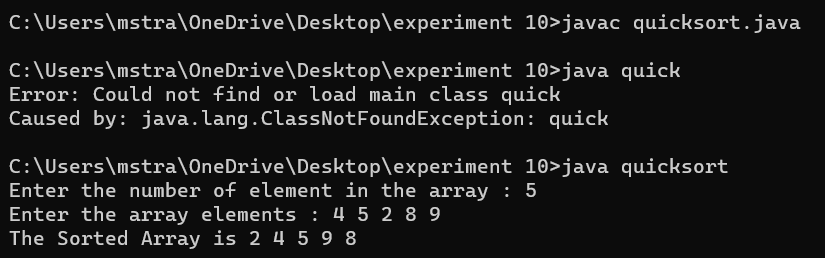 C:\Users\mstra\OneDrive\Desktop\experiment 10>javac quicksort.java
C:\Users\mstra\OneDrive\Desktop\experiment 10>java quick
Error: Could not find or load main class quick
Caused by: java.lang.ClassNotFoundException: quick
C:\Users\mstra\OneDrive\Desktop\experiment 10>java quicksort
Enter the number of element in the array : 5
Enter the array elements : 4 5 2 8 9
The Sorted Array is 2 4 5 9 8